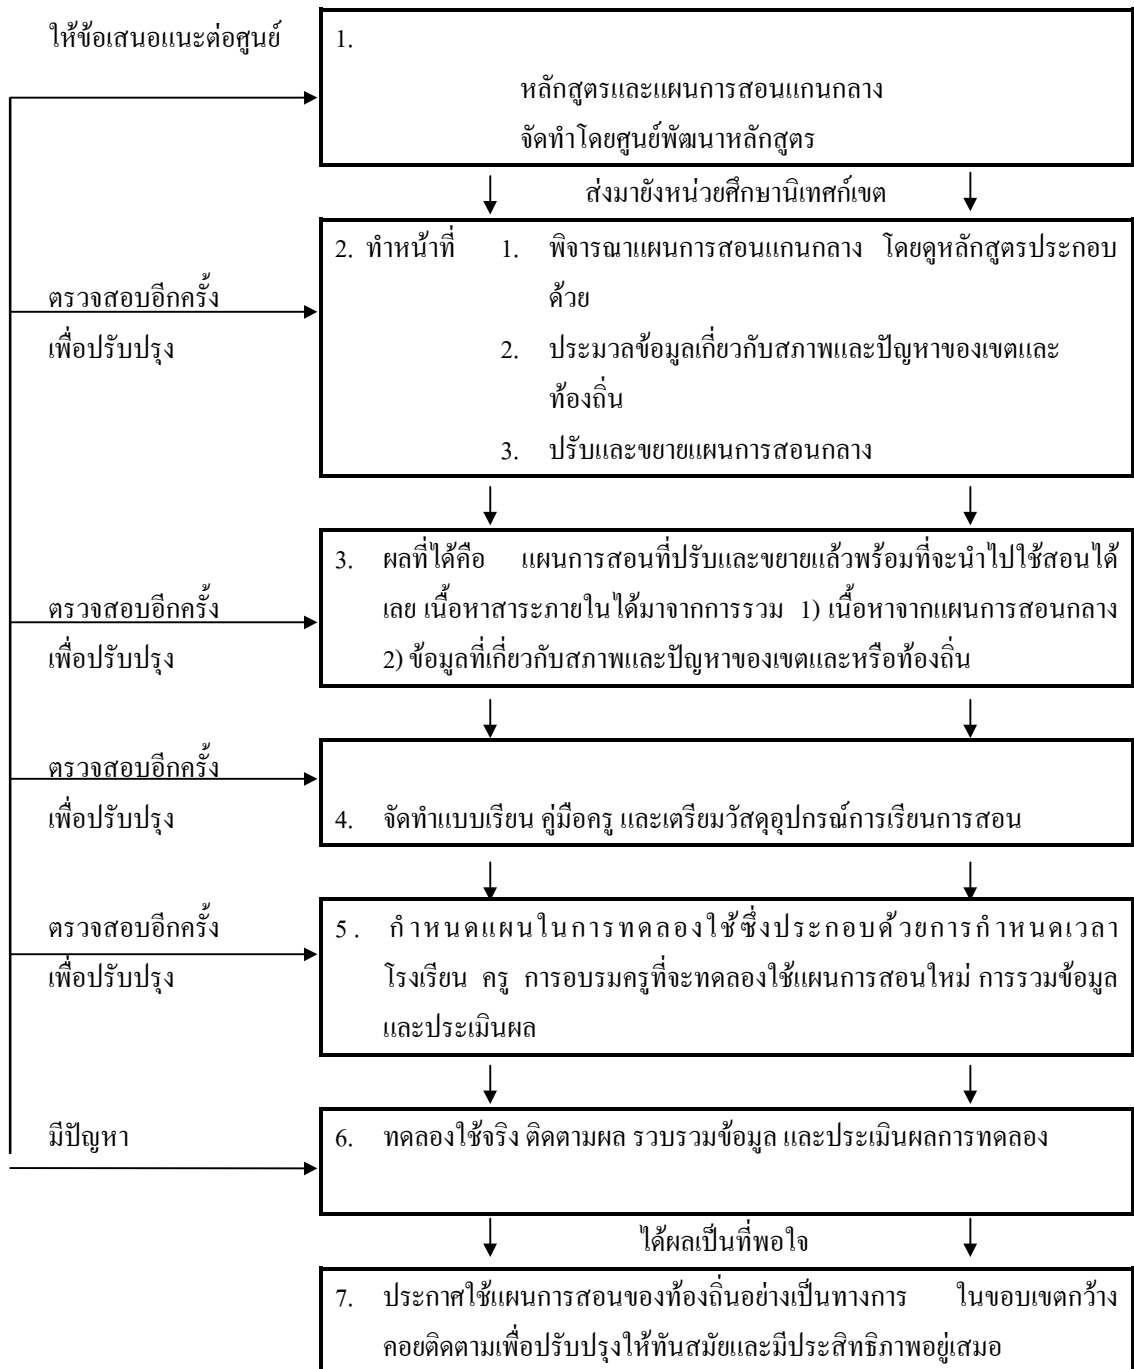 ให้ข้อเสนอแนะต่อศูนย์
1.
หลักสูตรและแผนการสอนแกนกลาง
จัดทำโดยศูนย์พัฒนาหลักสูตร
ส่งมายังหน่วยศึกษานิเทศก์เขต
2. ทำหน้าที่ 1. พิจารณาแผนการสอนแกนกลาง โดยดูหลักสูตรประกอบ
ด้วย
ตรวจสอบอีกครั้ง
เพื่อปรับปรุง
2. ประมวลข้อมูลเกี่ยวกับสภาพและปัญหาของเขตและ
ท้องถิ่น
3. ปรับและขยายแผนการสอนกลาง
3. ผลที่ได้คือ แผนการสอนที่ปรับและขยายแล้วพร้อมที่จะนำไปใช้สอนได้
เลย เนื้อหาสาระภายในได้มาจากการรวม 1) เนื้อหาจากแผนการสอนกลาง
2) ข้อมูลที่เกี่ยวกับสภาพและปัญหาของเขตและหรือท้องถิ่น
ตรวจสอบอีกครั้ง
เพื่อปรับปรุง
ตรวจสอบอีกครั้ง
เพื่อปรับปรุง
4. จัดทำแบบเรียน คู่มือครู และเตรียมวัสดุอุปกรณ์การเรียนการสอน
ตรวจสอบอีกครั้ง
เพื่อปรับปรุง
5. กำหนดแผนในการทดลองใช้ซึ่งประกอบด้วยการกำหนดเวลา
โรงเรียน ครู การอบรมครูที่จะทดลองใช้แผนการสอนใหม่ การรวมข้อมูล
และประเมินผล
มีปัญหา
6. ทดลองใช้จริง ติดตามผล รวบรวมข้อมูล และประเมินผลการทดลอง
ได้ผลเป็นที่พอใจ
7. ประกาศใช้แผนการสอนของท้องถิ่นอย่างเป็นทางการ ในขอบเขตกว้าง
คอยติดตามเพื่อปรับปรุงให้ทันสมัยและมีประสิทธิภาพอยู่เสมอ